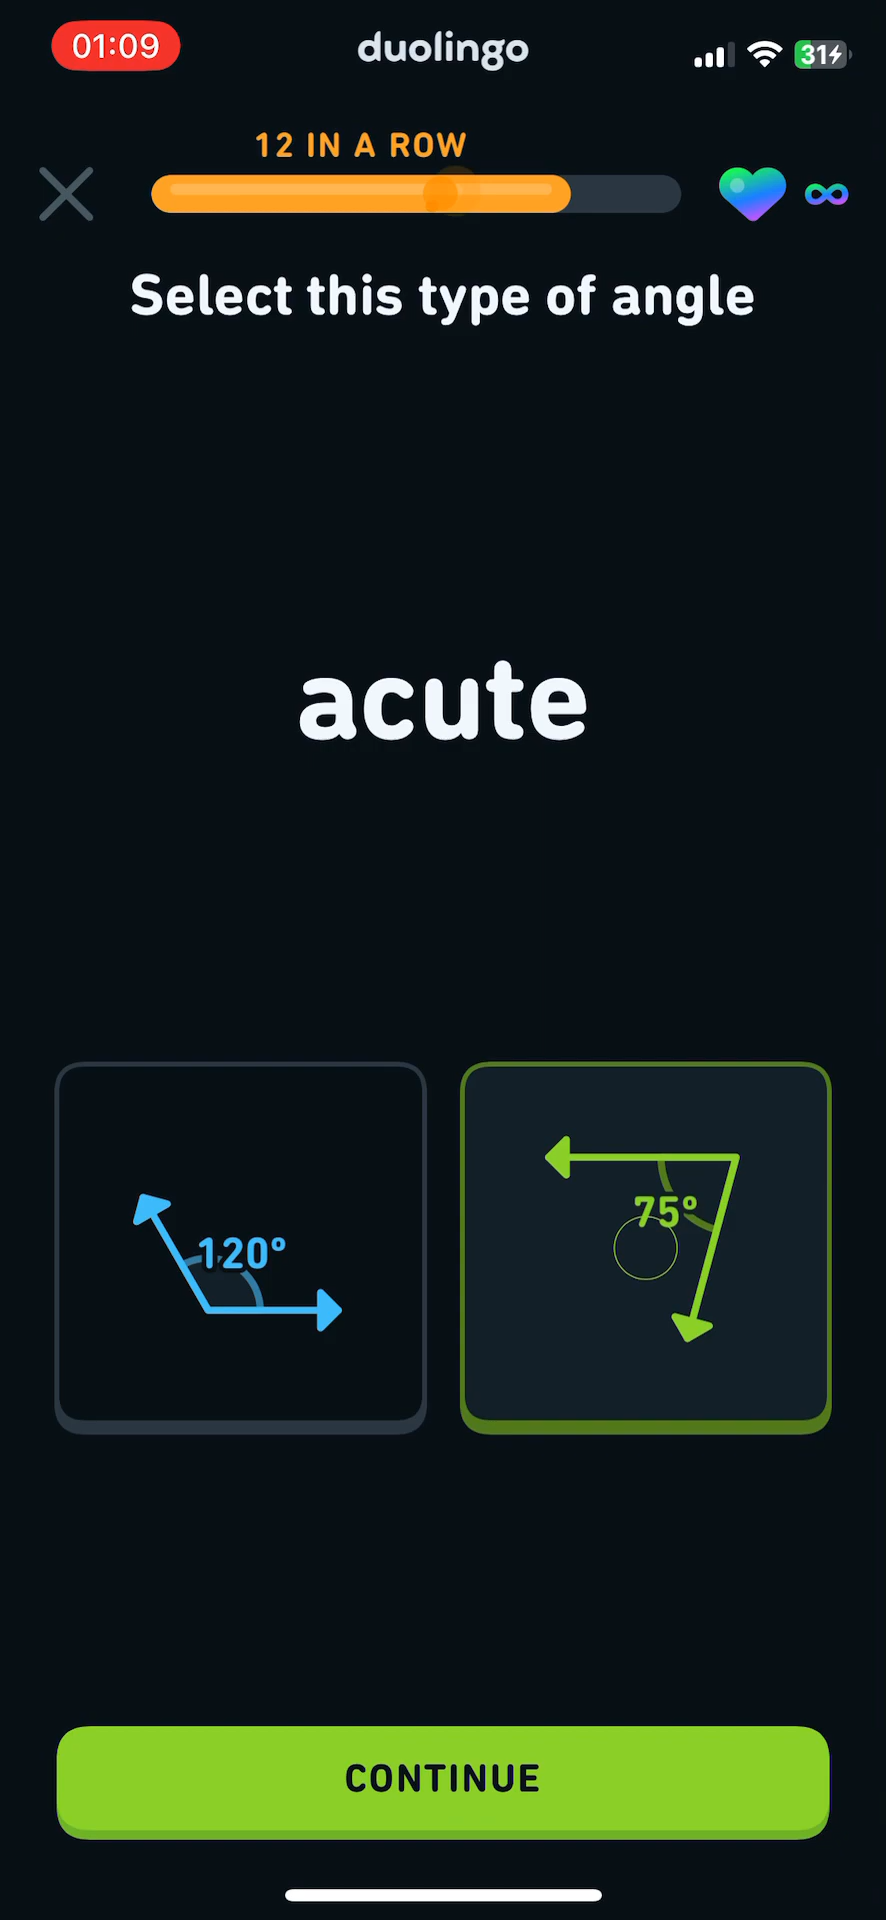 01:09
duolingo
31
12 IN A ROW
Select this type of angle
acute
120°
75°
CONTINUE